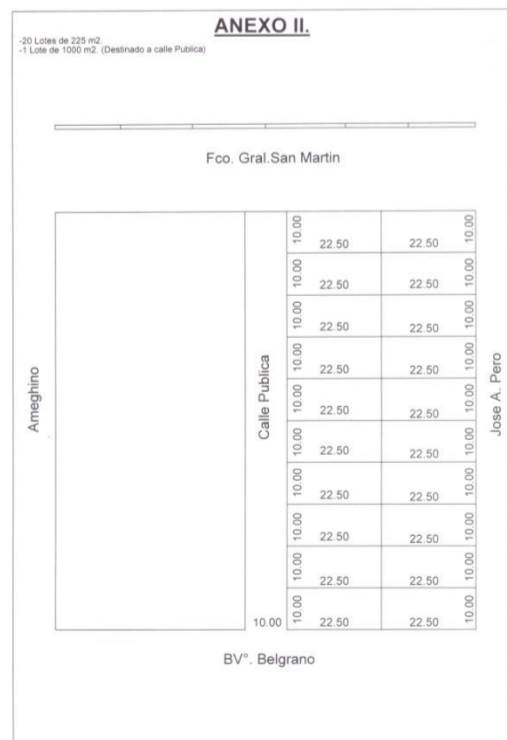 ANEXO II.
-20 Lotes de 225 m2.
-1 Lote de 1000 m2. (Destinado a calle Publica)
Fco. Gral.San Martin
Ameghino
Calle Publica
Jose A. Pero
10.00 22.50 22.50 10.00
10.00 22.50 22.50 10.00
10.00 22.50 22.50 10.00
10.00 22.50 22.50 10.00
10.00 22.50 22.50 10.00
10.00 22.50 22.50 10.00
10.00 22.50 22.50 10.00
10.00 22.50 22.50 10.00
10.00 22.50 22.50 10.00
10.00 10.00 22.50 22.50 10.00
BV°. Belgrano